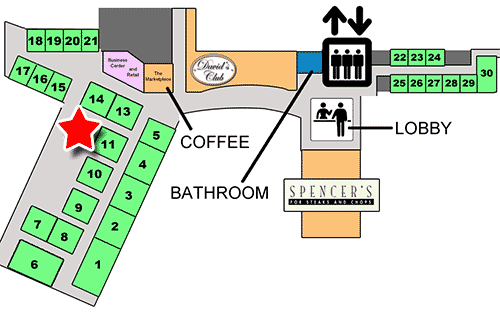 18 19 20 21
17 16 15
Business
Center
and
Retail
The
Marketplace
David's
Club
22 23 24
25 26 27 28 29
30
14 13
11
10
9
7 8
6
5
4
3
2
1
COFFEE
BATHROOM
LOBBY
SPENCER'S
FOR STEAKS AND CHOPS